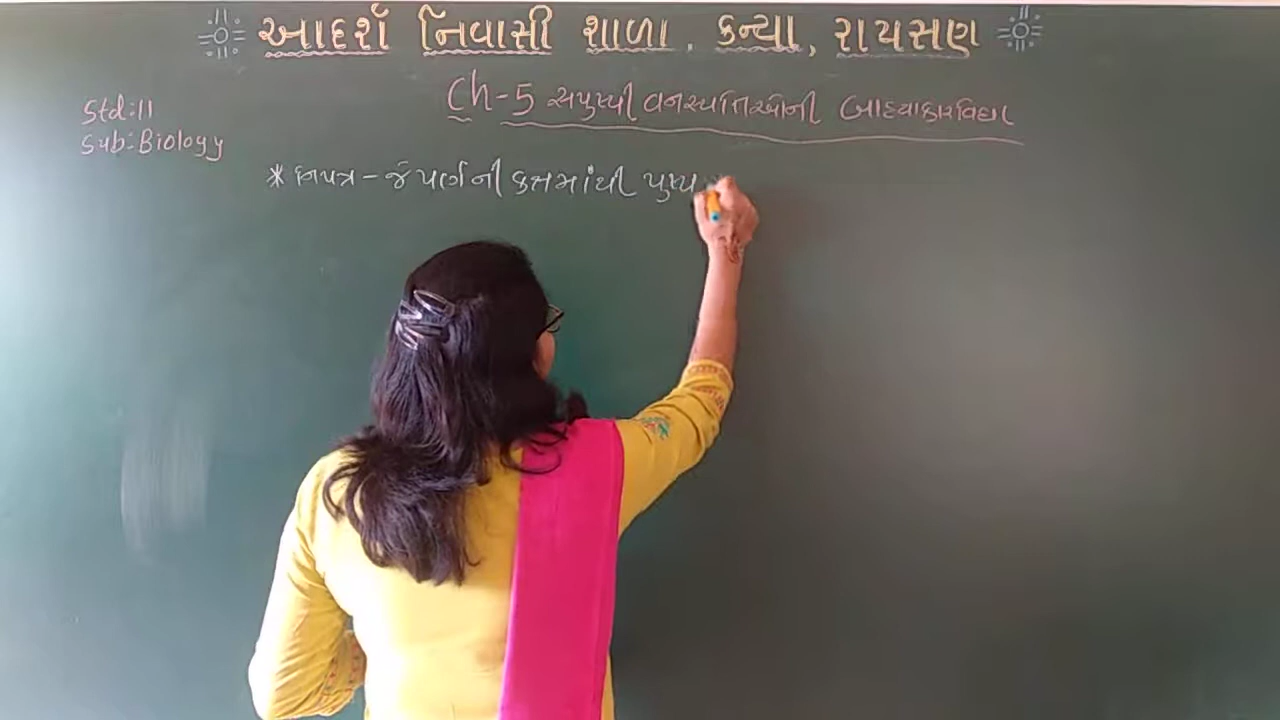 આદર્શ નિવાસી શાળા . કન્યા, રાયસણ
Std:11
Sub:-Biology
Ch-5 સપુષ્પી વનસ્પતિઓની બાહ્યાકારવિદ્યા
* નિપત્ર - જે પર્ણની કક્ષમાંથી પુષ્પ